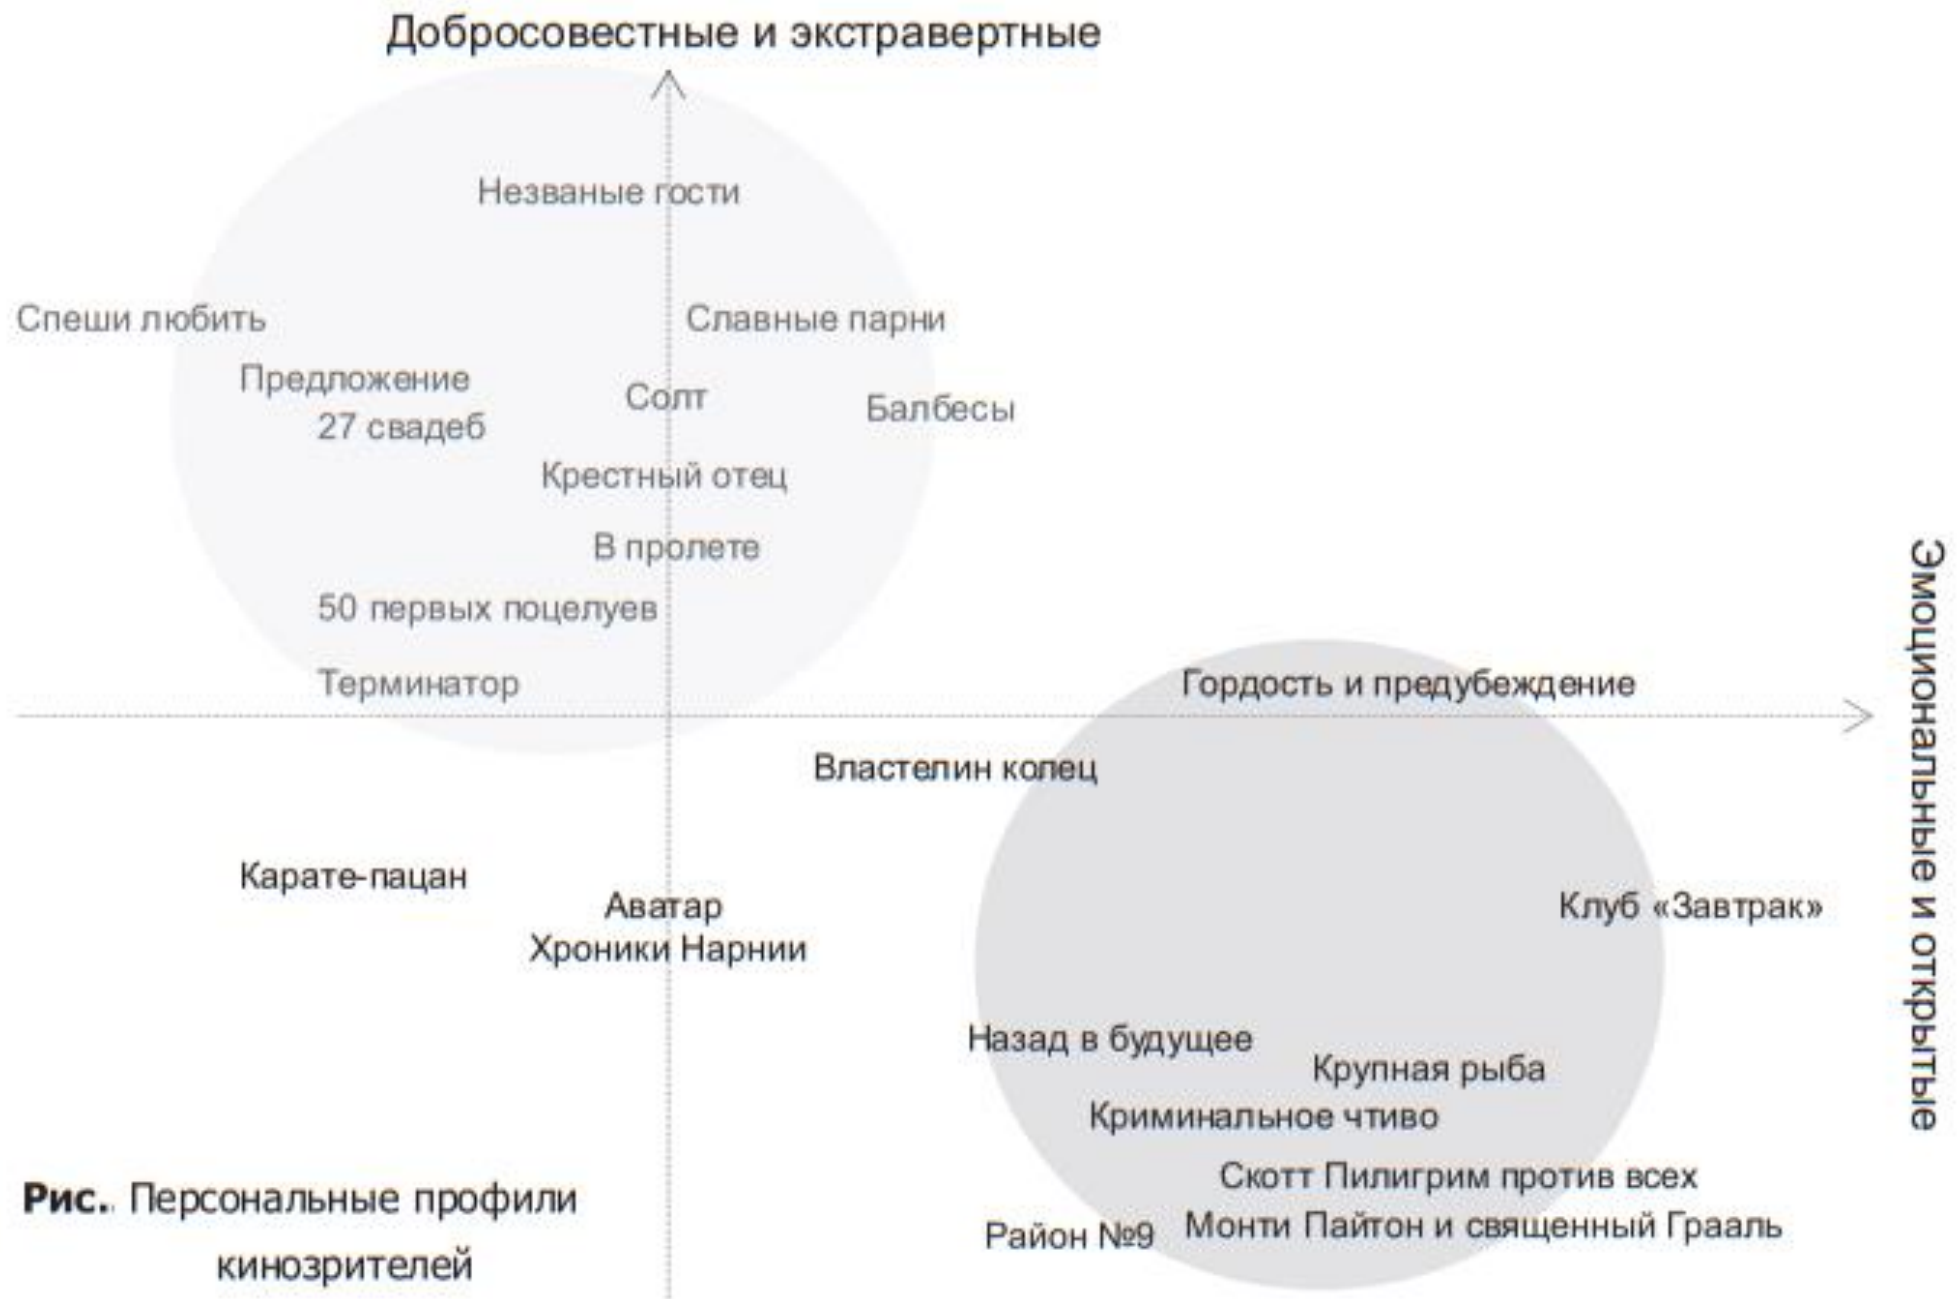 Добросовестные и экстравертные
Незваные гости
Спеши любить
Славные парни
Предложение
Солт
Балбесы
27 свадеб
Крестный отец
В пролете
50 первых поцелуев
Терминатор
Гордость и предубеждение
Эмоциональные и открытые
Властелин колец
Карате-пацан
Аватар
Клуб «Завтрак»
Хроники Нарнии
Назад в будущее
Крупная рыба
Криминальное чтиво
Скотт Пилигрим против всех
Район №9
Монти Пайтон и священный Грааль
Рис.. Персональные профили
кинозрителей